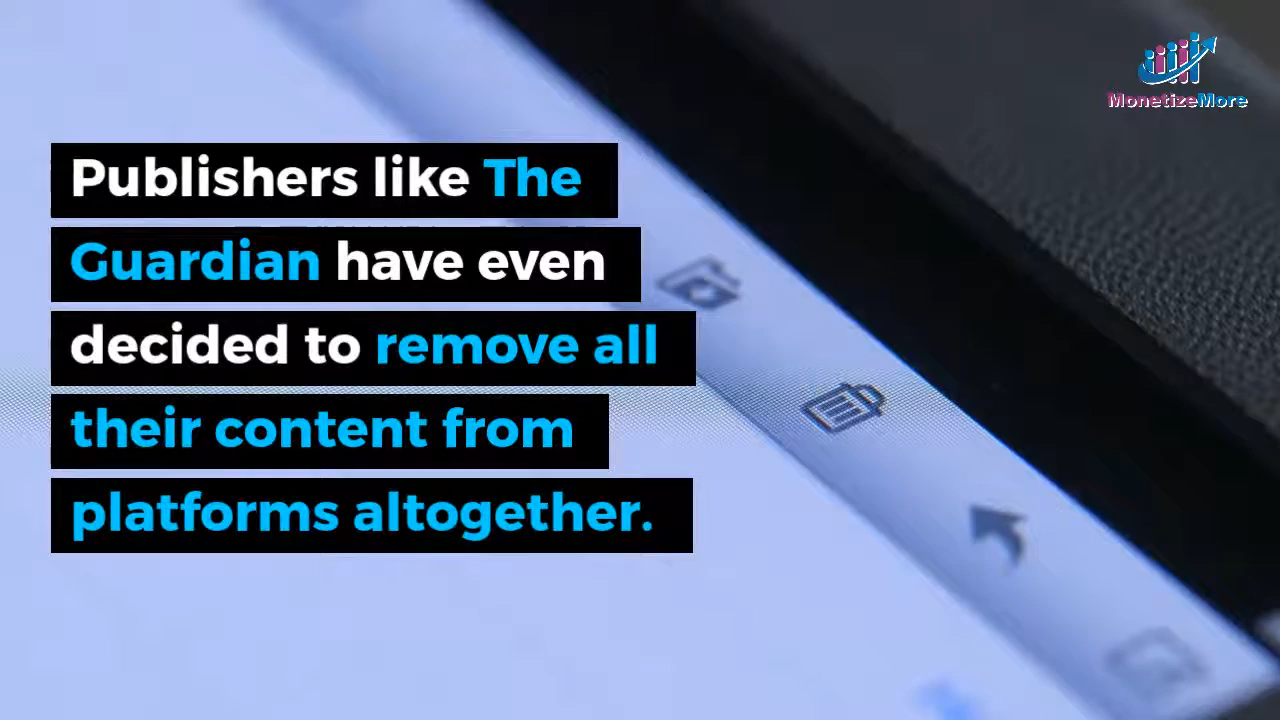 MonetizeMore
Publishers like The
Guardian have even
decided to remove all
their content from
platforms altogether.